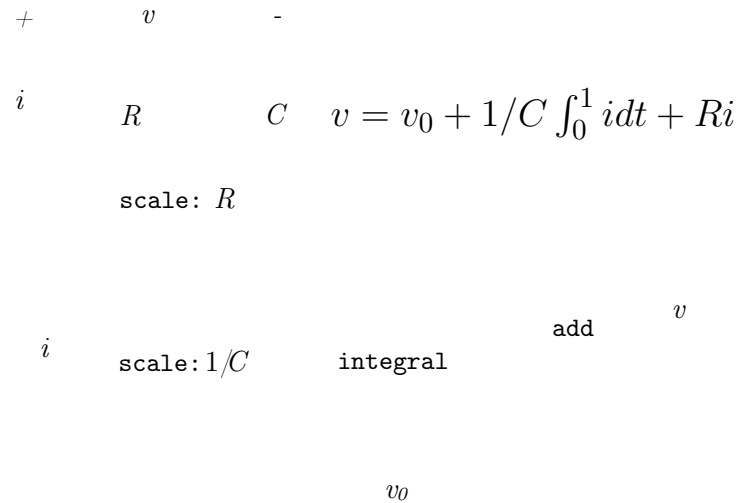 + v -
i R C v = v₀ + 1/C ∫₀¹ idt + Ri
scale: R
add v
i scale: 1/C integral
v₀